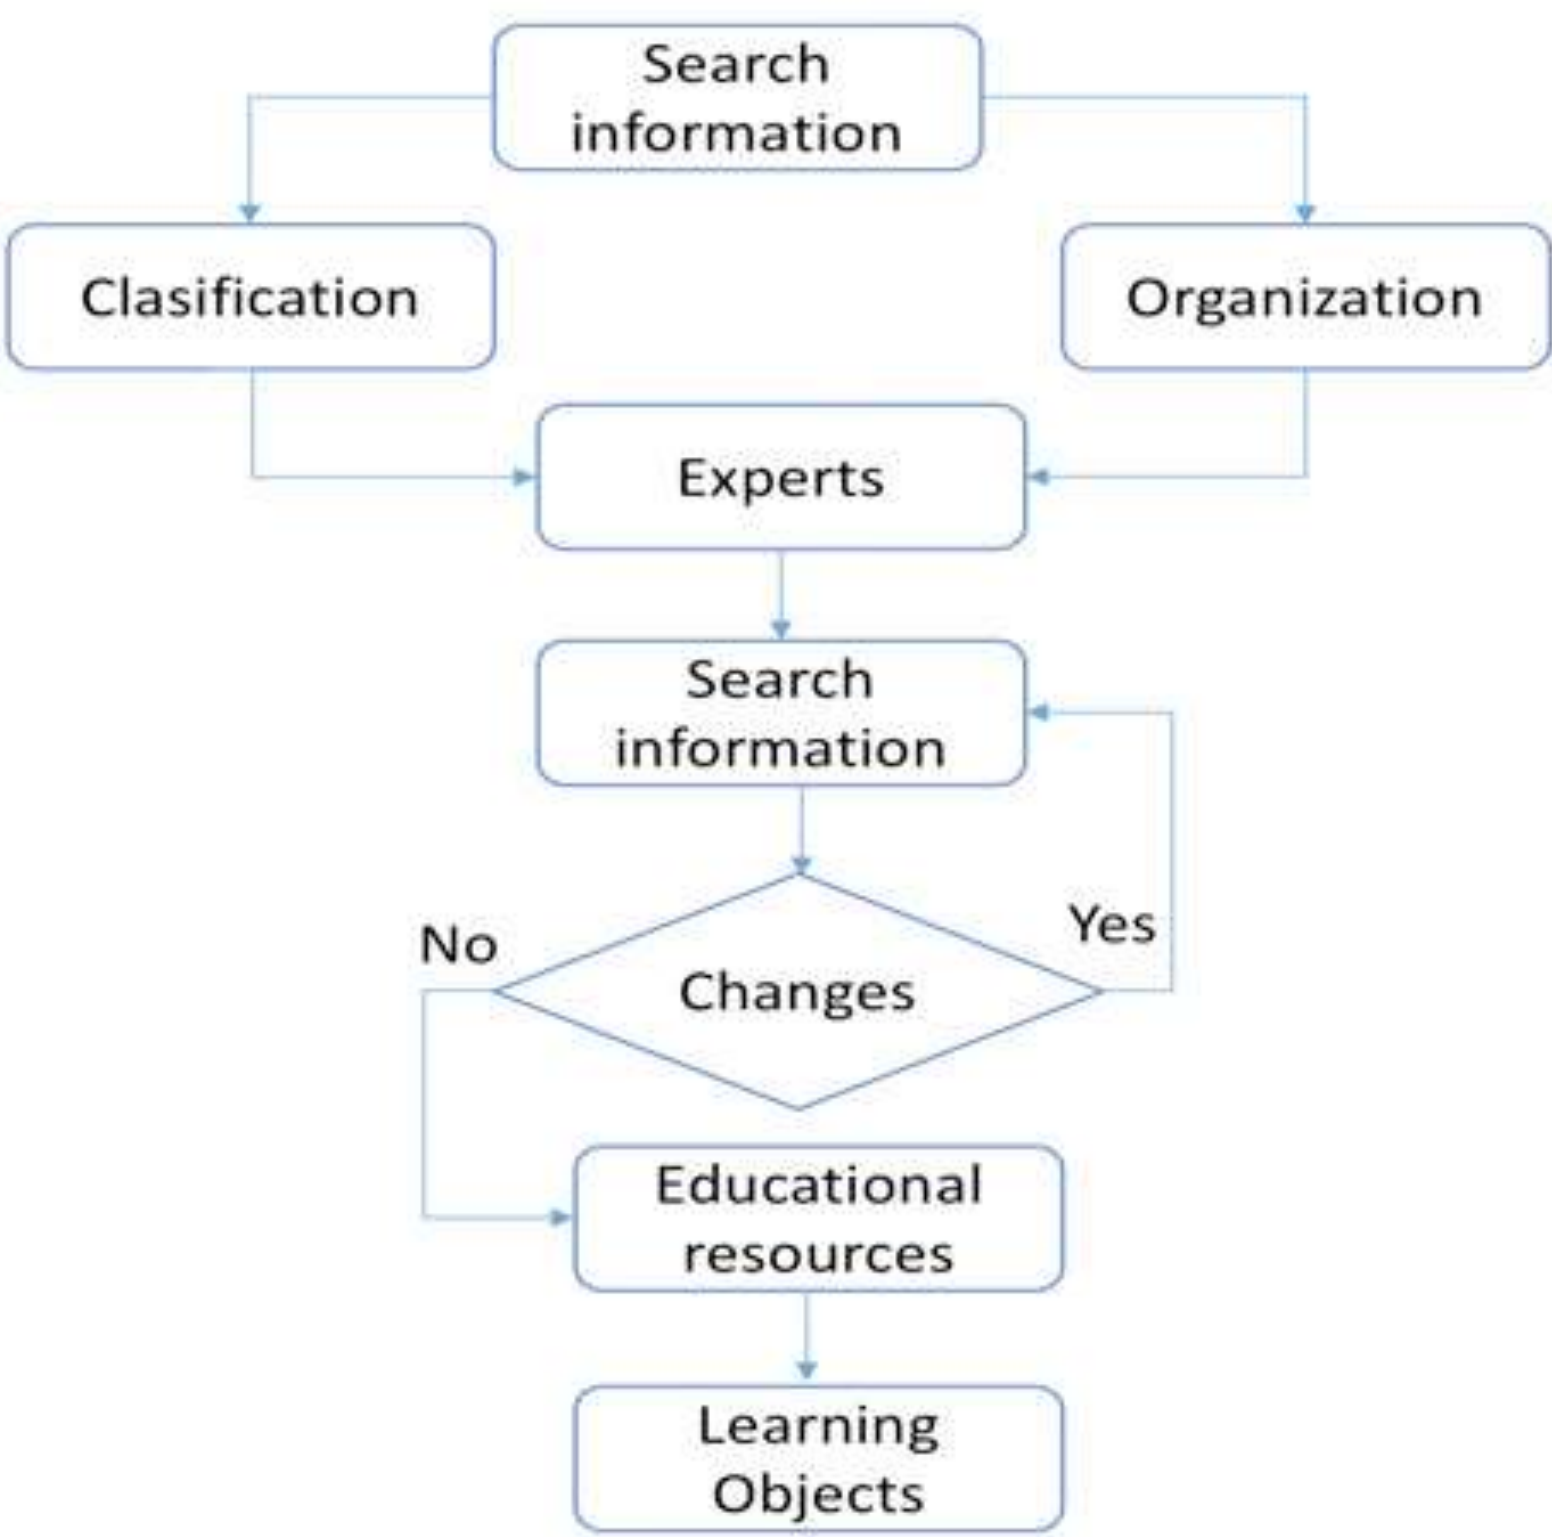 Search
information
Clasification
Organization
Experts
Search
information
No
Yes
Changes
Educational
resources
Learning
Objects